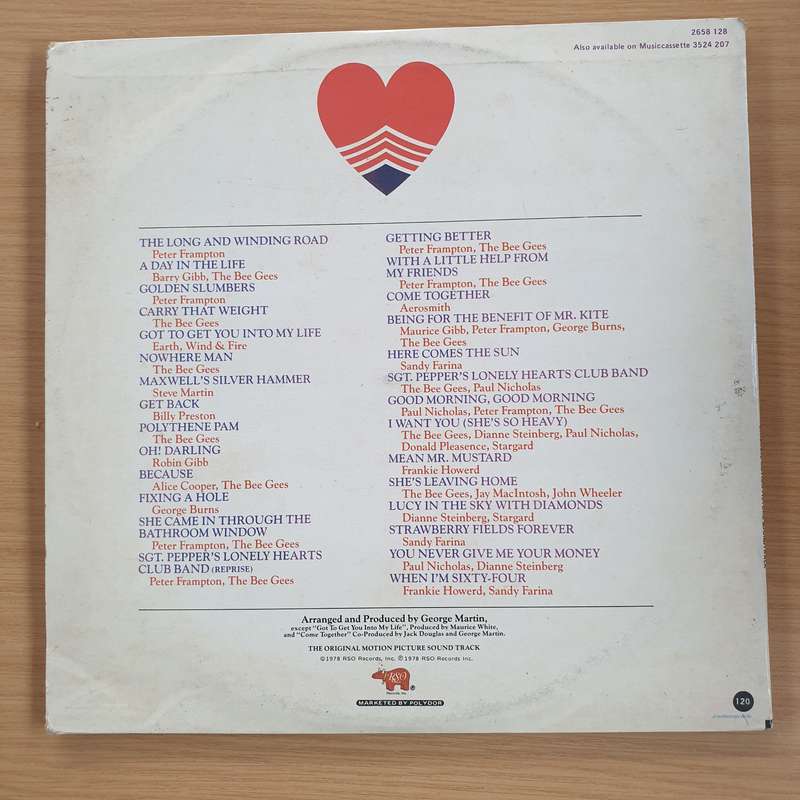 2658 128
Also available on Musiccassette 3524 207
THE LONG AND WINDING ROAD
Peter Frampton
A DAY IN THE LIFE
Barry Gibb, The Bee Gees
GOLDEN SLUMBERS
Peter Frampton
CARRY THAT WEIGHT
The Bee Gees
GOT TO GET YOU INTO MY LIFE
Earth, Wind & Fire
NOWHERE MAN
The Bee Gees
MAXWELL'S SILVER HAMMER
Steve Martin
GET BACK
Billy Preston
POLYTHENE PAM
The Bee Gees
OH! DARLING
Robin Gibb
BECAUSE
Alice Cooper, The Bee Gees
FIXING A HOLE
George Burns
SHE CAME IN THROUGH THE
BATHROOM WINDOW
Peter Frampton, The Bee Gees
SGT. PEPPER'S LONELY HEARTS
CLUB BAND (REPRISE)
Peter Frampton, The Bee Gees
GETTING BETTER
Peter Frampton, The Bee Gees
WITH A LITTLE HELP FROM
MY FRIENDS
Peter Frampton, The Bee Gees
COME TOGETHER
Aerosmith
BEING FOR THE BENEFIT OF MR. KITE
Maurice Gibb, Peter Frampton, George Burns,
The Bee Gees
HERE COMES THE SUN
Sandy Farina
SGT. PEPPER'S LONELY HEARTS CLUB BAND
The Bee Gees, Paul Nicholas
GOOD MORNING, GOOD MORNING
Paul Nicholas, Peter Frampton, The Bee Gees
I WANT YOU (SHE'S SO HEAVY)
The Bee Gees, Dianne Steinberg, Paul Nicholas,
Donald Pleasence, Stargard
MEAN MR. MUSTARD
Frankie Howerd
SHE'S LEAVING HOME
The Bee Gees, Jay MacIntosh, John Wheeler
LUCY IN THE SKY WITH DIAMONDS
Dianne Steinberg, Stargard
STRAWBERRY FIELDS FOREVER
Sandy Farina
YOU NEVER GIVE ME YOUR MONEY
Paul Nicholas, Dianne Steinberg
WHEN I'M SIXTY-FOUR
Frankie Howerd, Sandy Farina
Arranged and Produced by George Martin,
except "Got To Get You Into My Life", Produced by Maurice White,
and "Come Together" Co-Produced by Jack Douglas and George Martin.
THE ORIGINAL MOTION PICTURE SOUND TRACK
©1978 RSO Records, Inc. ℗1978 RSO Records, Inc.
RSO
Records, Inc.
MARKETED BY POLYDOR
120